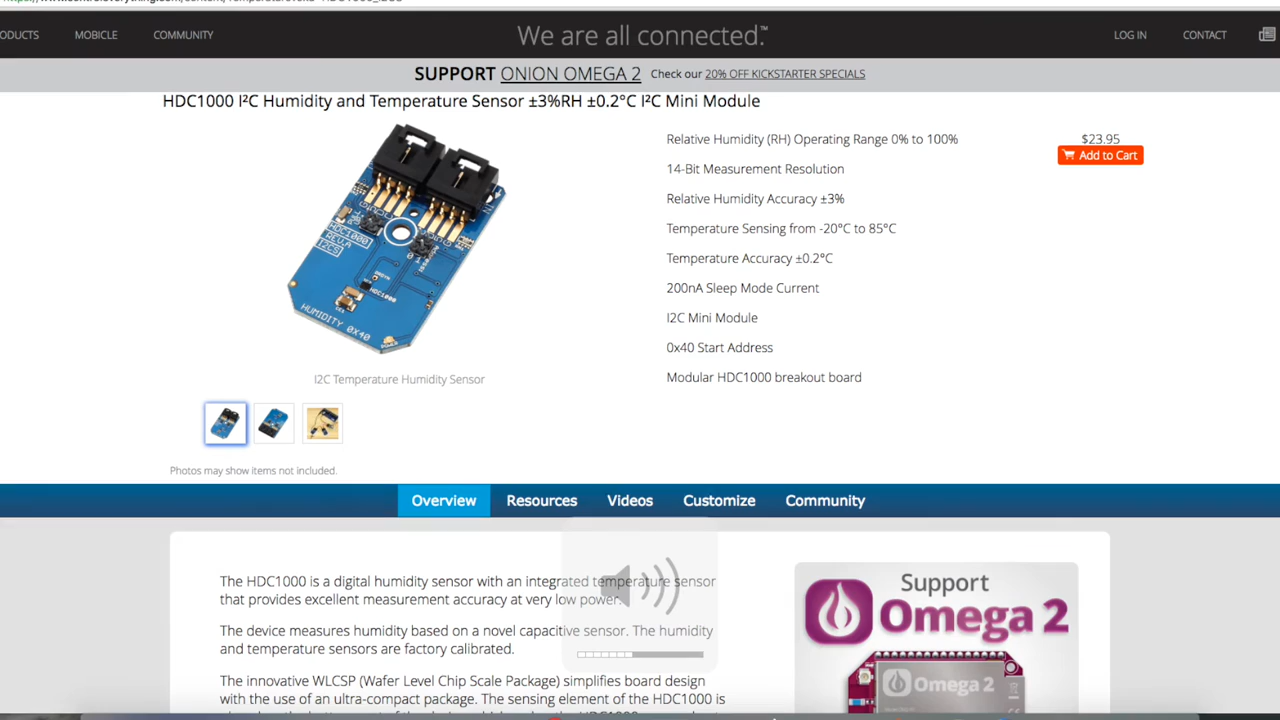 ODUCTS MOBICLE COMMUNITY We are all connected.™ LOG IN CONTACT
SUPPORT ONION OMEGA 2 Check our 20% OFF KICKSTARTER SPECIALS
HDC1000 I²C Humidity and Temperature Sensor ±3%RH ±0.2°C I²C Mini Module
Relative Humidity (RH) Operating Range 0% to 100%
$23.95
Add to Cart
14-Bit Measurement Resolution
Relative Humidity Accuracy ±3%
Temperature Sensing from -20°C to 85°C
Temperature Accuracy ±0.2°C
200nA Sleep Mode Current
I2C Mini Module
0x40 Start Address
Modular HDC1000 breakout board
HDC1000
REV.A
I2CS
HDC1000
HUMIDITY 0X40
I2C Temperature Humidity Sensor
Photos may show items not included.
Overview Resources Videos Customize Community
The HDC1000 is a digital humidity sensor with an integrated temperature sensor
that provides excellent measurement accuracy at very low power.
The device measures humidity based on a novel capacitive sensor. The humidity
and temperature sensors are factory calibrated.
The innovative WLCSP (Wafer Level Chip Scale Package) simplifies board design
with the use of an ultra-compact package. The sensing element of the HDC1000 is
Support
Omega 2
Omega 2